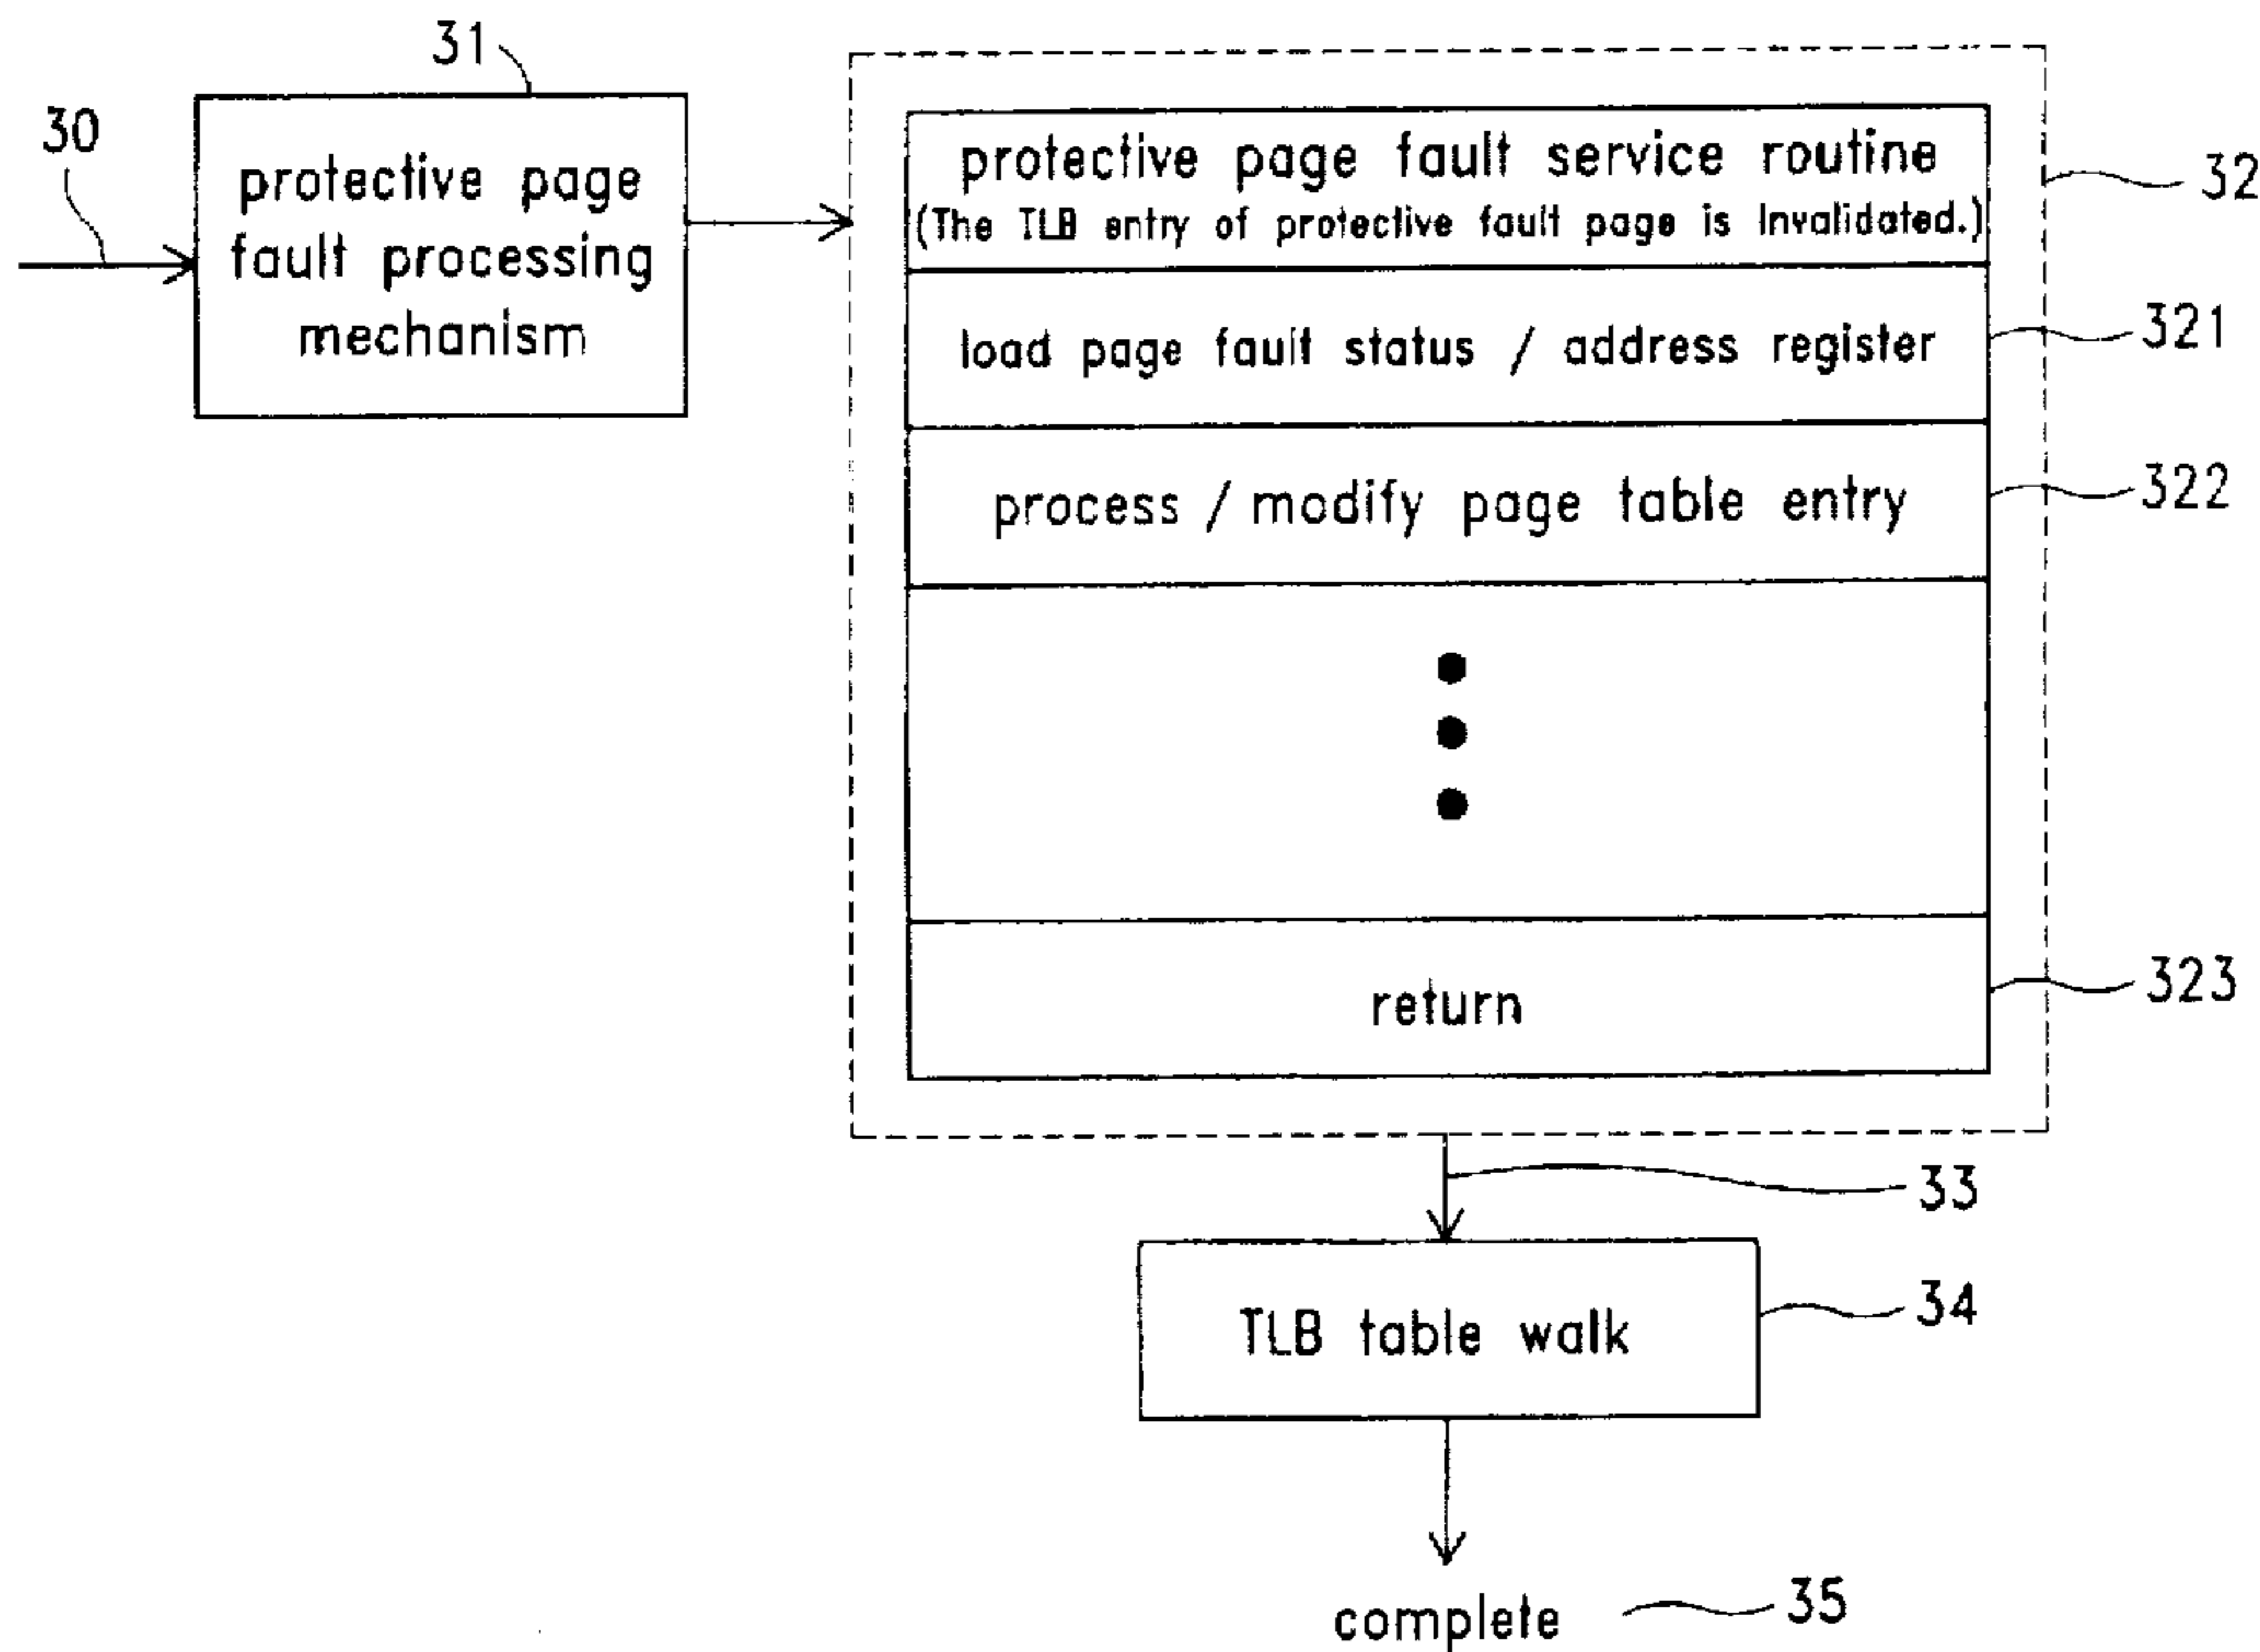 31
30
protective page
fault processing
mechanism
protective page fault service routine
(The TLB entry of protective fault page is Invalidated.)
32
load page fault status / address register
321
process / modify page table entry
322
return
323
33
TLB table walk
34
complete
35